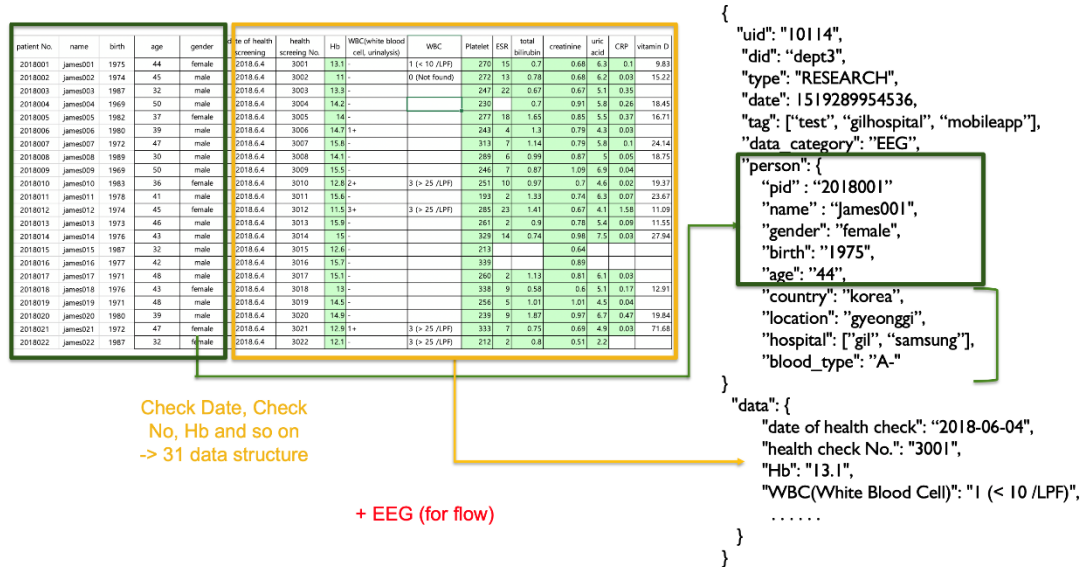 patient No. name birth age gender date of health screening health screeing No. Hb WBC(white blood cell, urinalysis) WBC Platelet ESR total bilirubin creatinine uric acid CRP vitamin D
2018001 james001 1975 44 female 2018.6.4 3001 13.1 - 1 (< 10 /LPF) 270 15 0.7 0.68 6.3 0.1 9.83
2018002 james002 1974 45 male 2018.6.4 3002 11 - 0 (Not found) 272 13 0.78 0.68 6.2 0.03 15.22
2018003 james003 1987 32 male 2018.6.4 3003 13.3 - 247 22 0.67 0.67 5.1 0.35
2018004 james004 1969 50 male 2018.6.4 3004 14.2 - 230 0.7 0.91 5.8 0.26 18.45
2018005 james005 1982 37 female 2018.6.4 3005 14 - 277 18 1.65 0.85 5.5 0.37 16.71
2018006 james006 1980 39 male 2018.6.4 3006 14.7 1+ 243 4 1.3 0.79 4.3 0.03
2018007 james007 1972 47 male 2018.6.4 3007 15.8 - 313 7 1.14 0.79 5.8 0.1 24.14
2018008 james008 1989 30 male 2018.6.4 3008 14.1 - 289 6 0.99 0.87 5 0.05 18.75
2018009 james009 1969 50 male 2018.6.4 3009 15.5 - 246 7 0.87 1.09 6.9 0.04
2018010 james010 1983 36 female 2018.6.4 3010 12.8 2+ 3 (> 25 /LPF) 251 10 0.97 0.7 4.6 0.02 19.37
2018011 james011 1978 41 male 2018.6.4 3011 15.6 - 193 2 1.33 0.74 6.3 0.07 23.67
2018012 james012 1974 45 female 2018.6.4 3012 11.5 3+ 3 (> 25 /LPF) 285 23 1.41 0.67 4.1 1.58 11.09
2018013 james013 1973 46 male 2018.6.4 3013 15.9 - 261 2 0.9 0.78 5.4 0.09 11.55
2018014 james014 1976 43 male 2018.6.4 3014 15 - 329 14 0.74 0.98 7.5 0.03 27.94
2018015 james015 1987 32 male 2018.6.4 3015 12.6 - 213 0.64
2018016 james016 1977 42 male 2018.6.4 3016 15.7 - 339 0.89
2018017 james017 1971 48 male 2018.6.4 3017 15.1 - 260 2 1.13 0.81 6.1 0.03
2018018 james018 1976 43 female 2018.6.4 3018 13 - 338 9 0.58 0.6 5.1 0.17 12.91
2018019 james019 1971 48 male 2018.6.4 3019 14.5 - 256 5 1.01 1.01 4.5 0.04
2018020 james020 1980 39 male 2018.6.4 3020 14.9 - 239 9 1.87 0.97 6.7 0.47 19.84
2018021 james021 1972 47 female 2018.6.4 3021 12.9 1+ 3 (> 25 /LPF) 333 7 0.75 0.69 4.9 0.03 71.68
2018022 james022 1987 32 female 2018.6.4 3022 12.1 - 3 (> 25 /LPF) 212 2 0.8 0.51 2.2
Check Date, Check
No, Hb and so on
-> 31 data structure
+ EEG (for flow)
{
"uid": "10114",
"did": "dept3",
"type": "RESEARCH",
"date": 1519289954536,
"tag": ["test", “gilhospital”, “mobileapp”],
”data_category": ”EEG”,
”person": {
“pid” : “2018001”
“name” : “James001",
”gender": ”female”,
”birth": ”1975”,
”age": ”44”,
”country": ”korea”,
”location": ”gyeonggi”,
”hospital": [”gil”, “samsung”],
”blood_type": ”A-”
}
"data": {
"date of health check": “2018-06-04”,
"health check No.": "3001",
"Hb": "13.1",
"WBC(White Blood Cell)": "1 (< 10 /LPF)",
. . . . . .
}
}